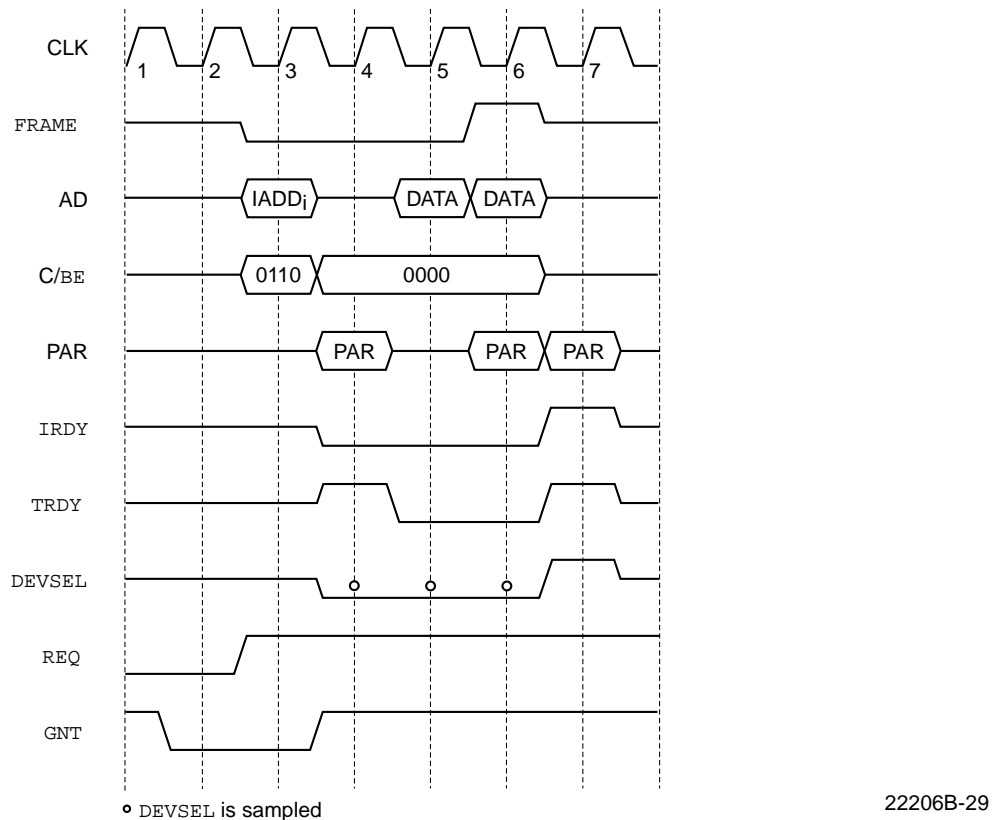 CLK
1 2 3 4 5 6 7
FRAME
AD IADDi DATA DATA
C/BE 0110 0000
PAR PAR PAR PAR
IRDY
TRDY
DEVSEL
REQ
GNT
DEVSEL is sampled
22206B-29